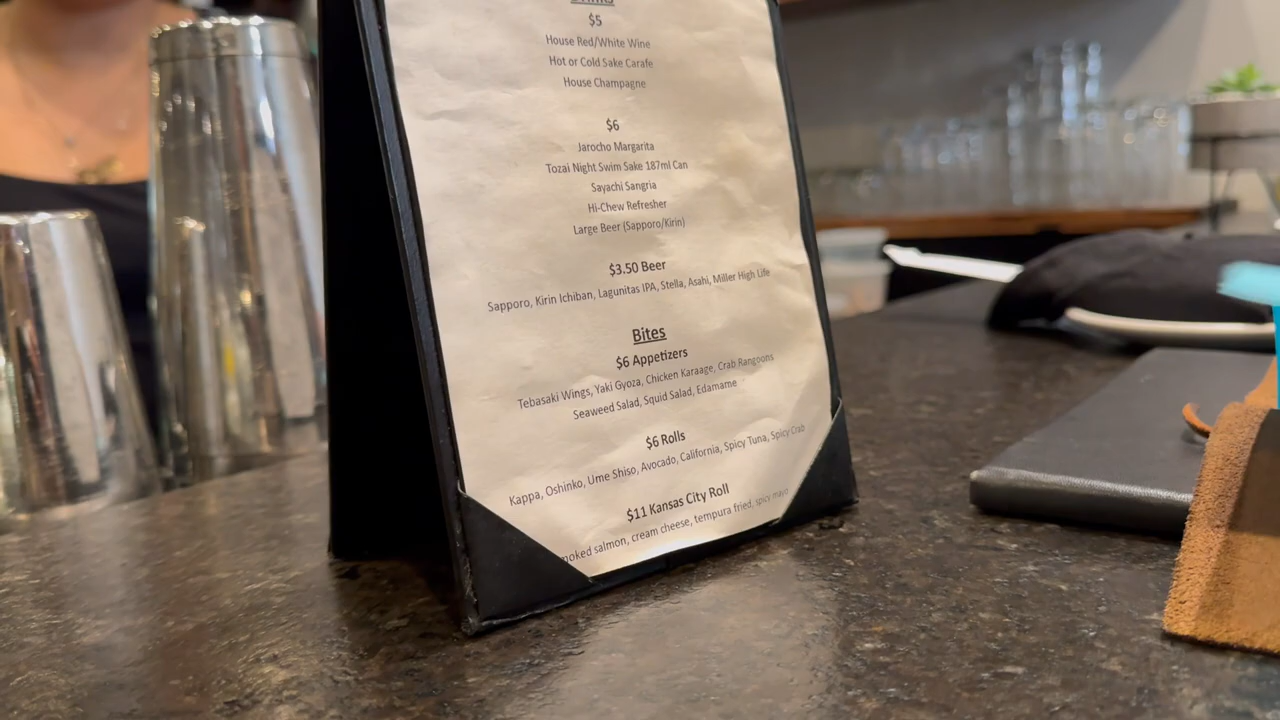 Drinks
$5
House Red/White Wine
Hot or Cold Sake Carafe
House Champagne
$6
Jarocho Margarita
Tozai Night Swim Sake 187ml Can
Sayachi Sangria
Hi-Chew Refresher
Large Beer (Sapporo/Kirin)
$3.50 Beer
Sapporo, Kirin Ichiban, Lagunitas IPA, Stella, Asahi, Miller High Life
Bites
$6 Appetizers
Tebasaki Wings, Yaki Gyoza, Chicken Karaage, Crab Rangoons
Seaweed Salad, Squid Salad, Edamame
$6 Rolls
Kappa, Oshinko, Ume Shiso, Avocado, California, Spicy Tuna, Spicy Crab
$11 Kansas City Roll
moked salmon, cream cheese, tempura fried, spicy mayo